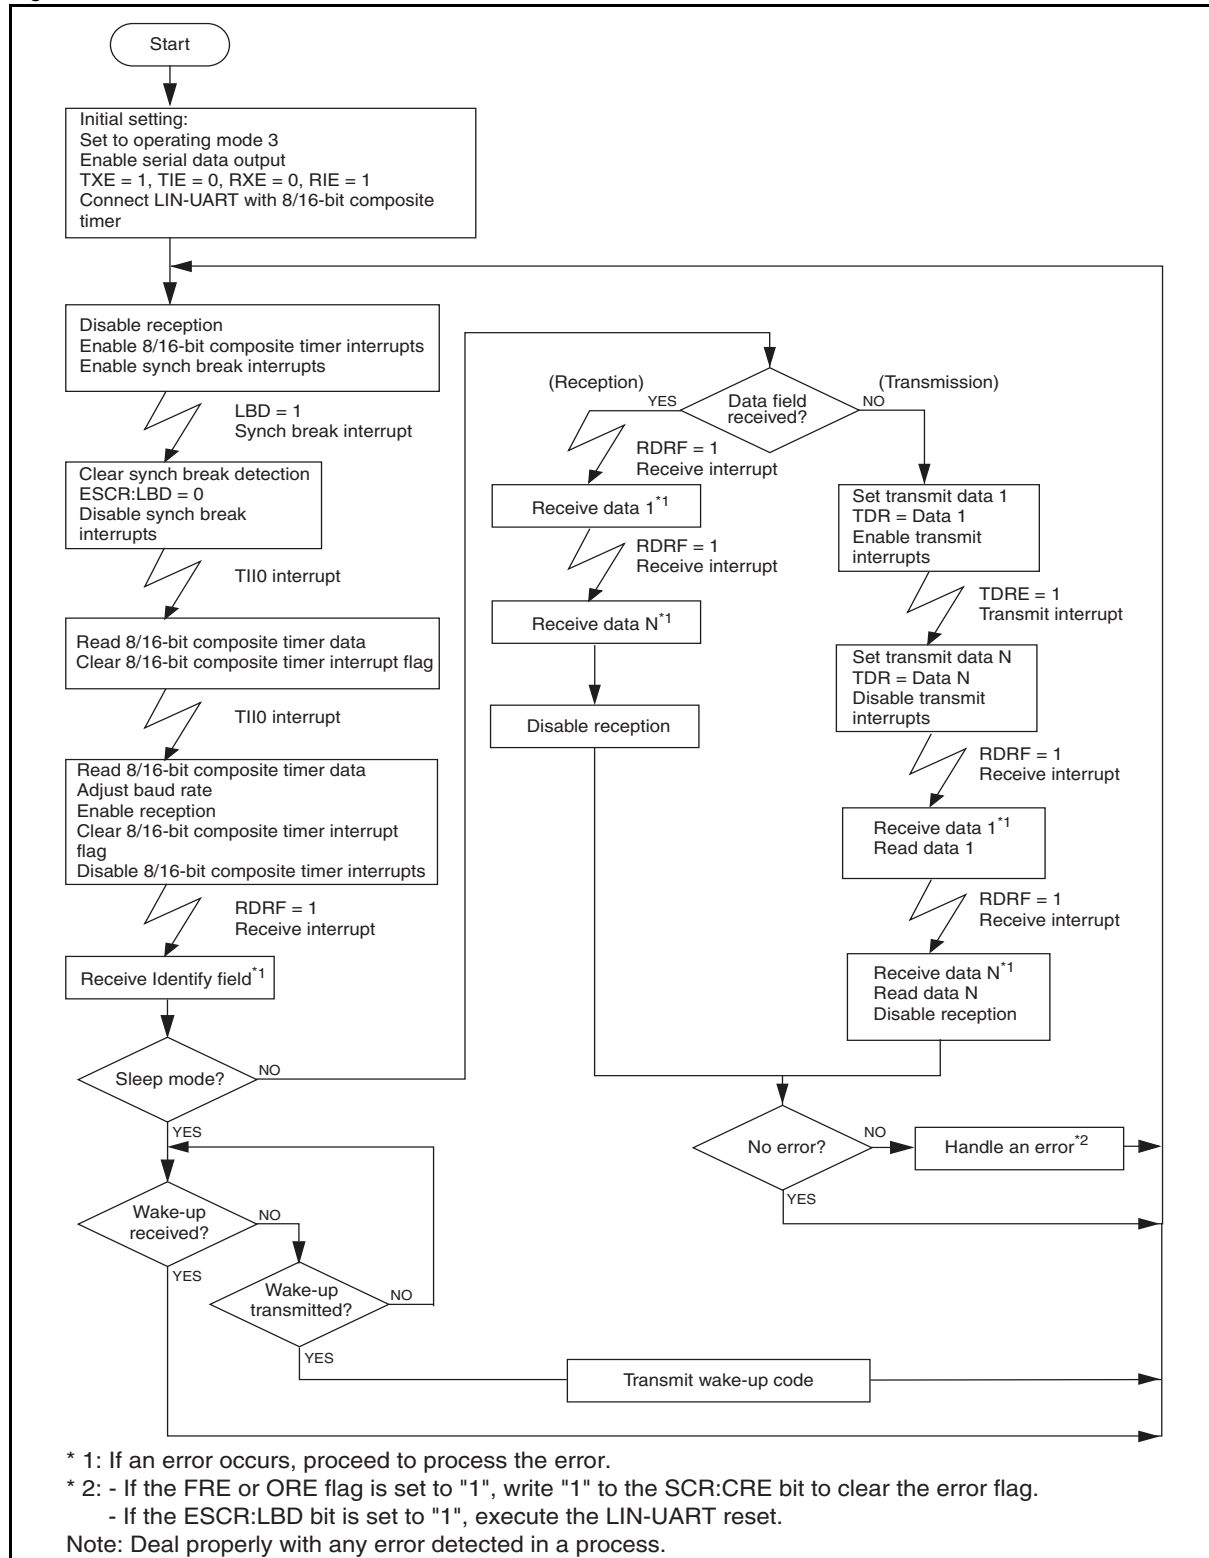 Start
Initial setting:
Set to operating mode 3
Enable serial data output
TXE = 1, TIE = 0, RXE = 0, RIE = 1
Connect LIN-UART with 8/16-bit composite
timer
Disable reception
Enable 8/16-bit composite timer interrupts
Enable synch break interrupts
LBD = 1
Synch break interrupt
Clear synch break detection
ESCR:LBD = 0
Disable synch break
interrupts
TII0 interrupt
Read 8/16-bit composite timer data
Clear 8/16-bit composite timer interrupt flag
TII0 interrupt
Read 8/16-bit composite timer data
Adjust baud rate
Enable reception
Clear 8/16-bit composite timer interrupt
flag
Disable 8/16-bit composite timer interrupts
RDRF = 1
Receive interrupt
Receive Identify field*1
Sleep mode?
NO
YES
Wake-up
received?
NO
YES
Wake-up
transmitted?
NO
YES
Transmit wake-up code
Data field
received?
(Reception)
YES
RDRF = 1
Receive interrupt
Receive data 1*1
RDRF = 1
Receive interrupt
Receive data N*1
Disable reception
(Transmission)
NO
Set transmit data 1
TDR = Data 1
Enable transmit
interrupts
TDRE = 1
Transmit interrupt
Set transmit data N
TDR = Data N
Disable transmit
interrupts
RDRF = 1
Receive interrupt
Receive data 1*1
Read data 1
RDRF = 1
Receive interrupt
Receive data N*1
Read data N
Disable reception
No error?
NO
Handle an error*2
YES
* 1: If an error occurs, proceed to process the error.
* 2: - If the FRE or ORE flag is set to "1", write "1" to the SCR:CRE bit to clear the error flag.
- If the ESCR:LBD bit is set to "1", execute the LIN-UART reset.
Note: Deal properly with any error detected in a process.